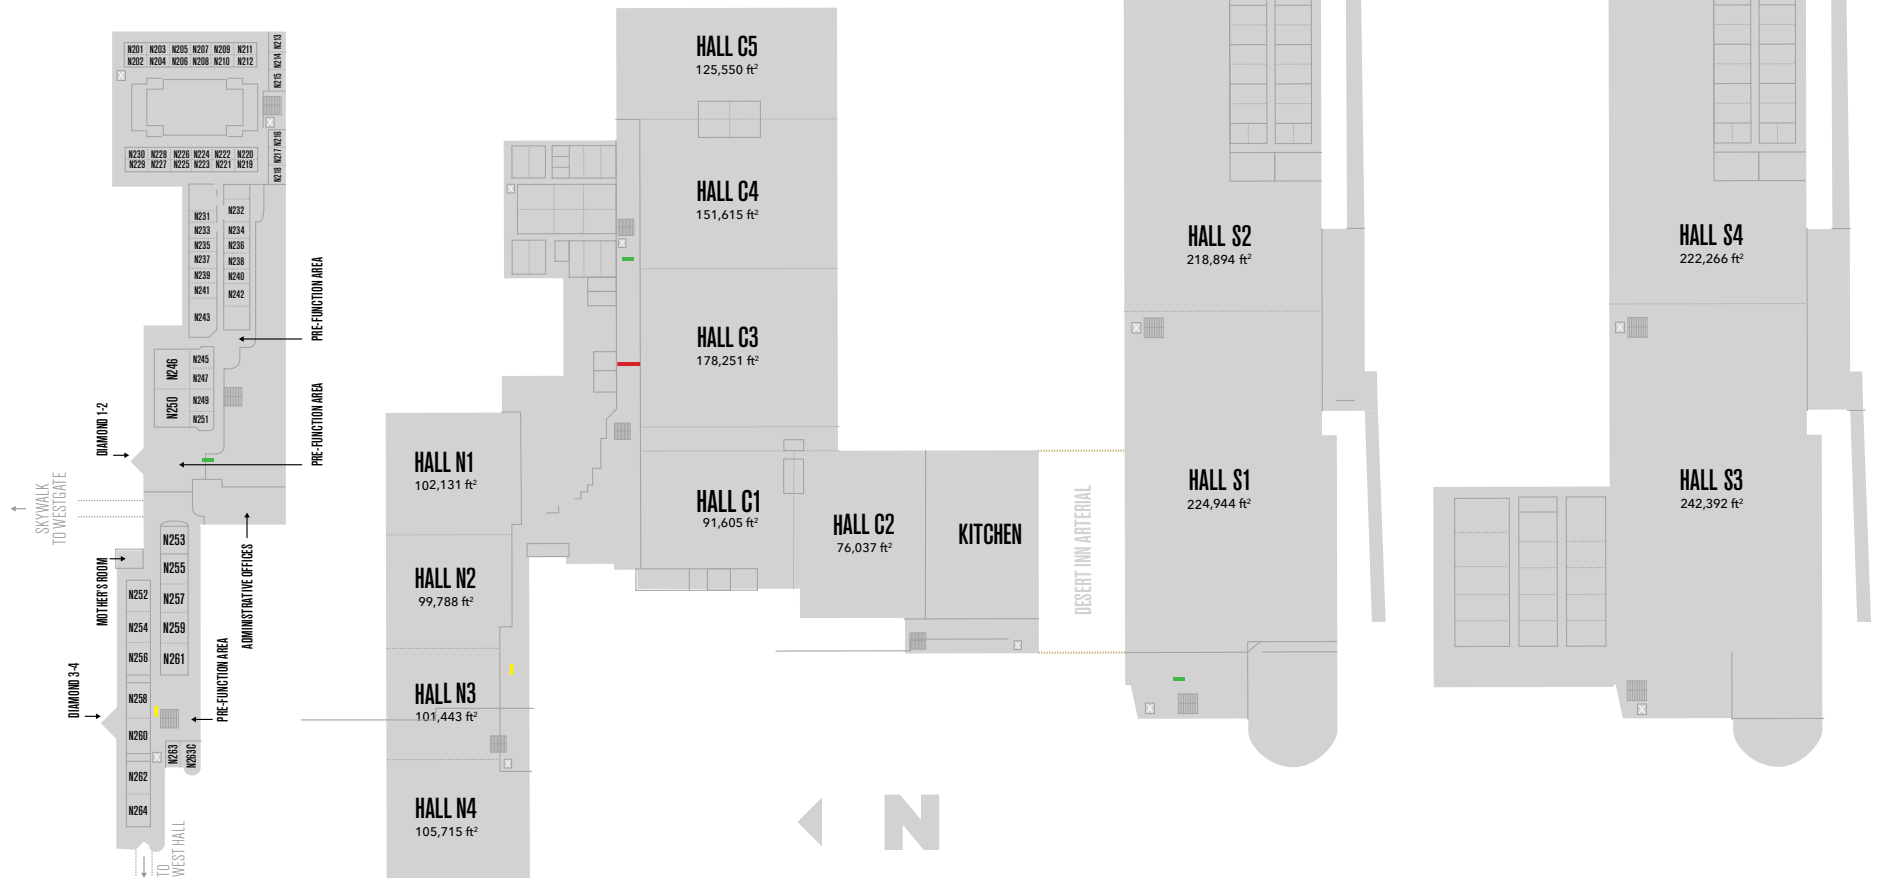 N201 N203 N205 N207 N209 N211
N202 N204 N206 N208 N210 N212
N213
N214
N215
N216
N217
N218
N230 N228 N226 N224 N222 N220
N229 N227 N225 N223 N221 N219
N231
N232
N233
N234
N235
N236
N237
N238
N239
N240
N241
N242
N243
PRE-FUNCTION AREA
N246
N245
N247
N250
N249
N251
PRE-FUNCTION AREA
DIAMOND 1-2
SKYWALK
TO WESTGATE
MOTHER'S ROOM
ADMINISTRATIVE OFFICES
N253
N255
N257
N259
N261
N252
N254
N256
N258
N260
N262
N264
N263
N263C
PRE-FUNCTION AREA
DIAMOND 3-4
TO
WEST HALL
HALL N1
102,131 ft²
HALL N2
99,788 ft²
HALL N3
101,443 ft²
HALL N4
105,715 ft²
HALL C5
125,550 ft²
HALL C4
151,615 ft²
HALL C3
178,251 ft²
HALL C1
91,605 ft²
HALL C2
76,037 ft²
KITCHEN
DESERT INN ARTERIAL
HALL S2
218,894 ft²
HALL S1
224,944 ft²
HALL S4
222,266 ft²
HALL S3
242,392 ft²
N